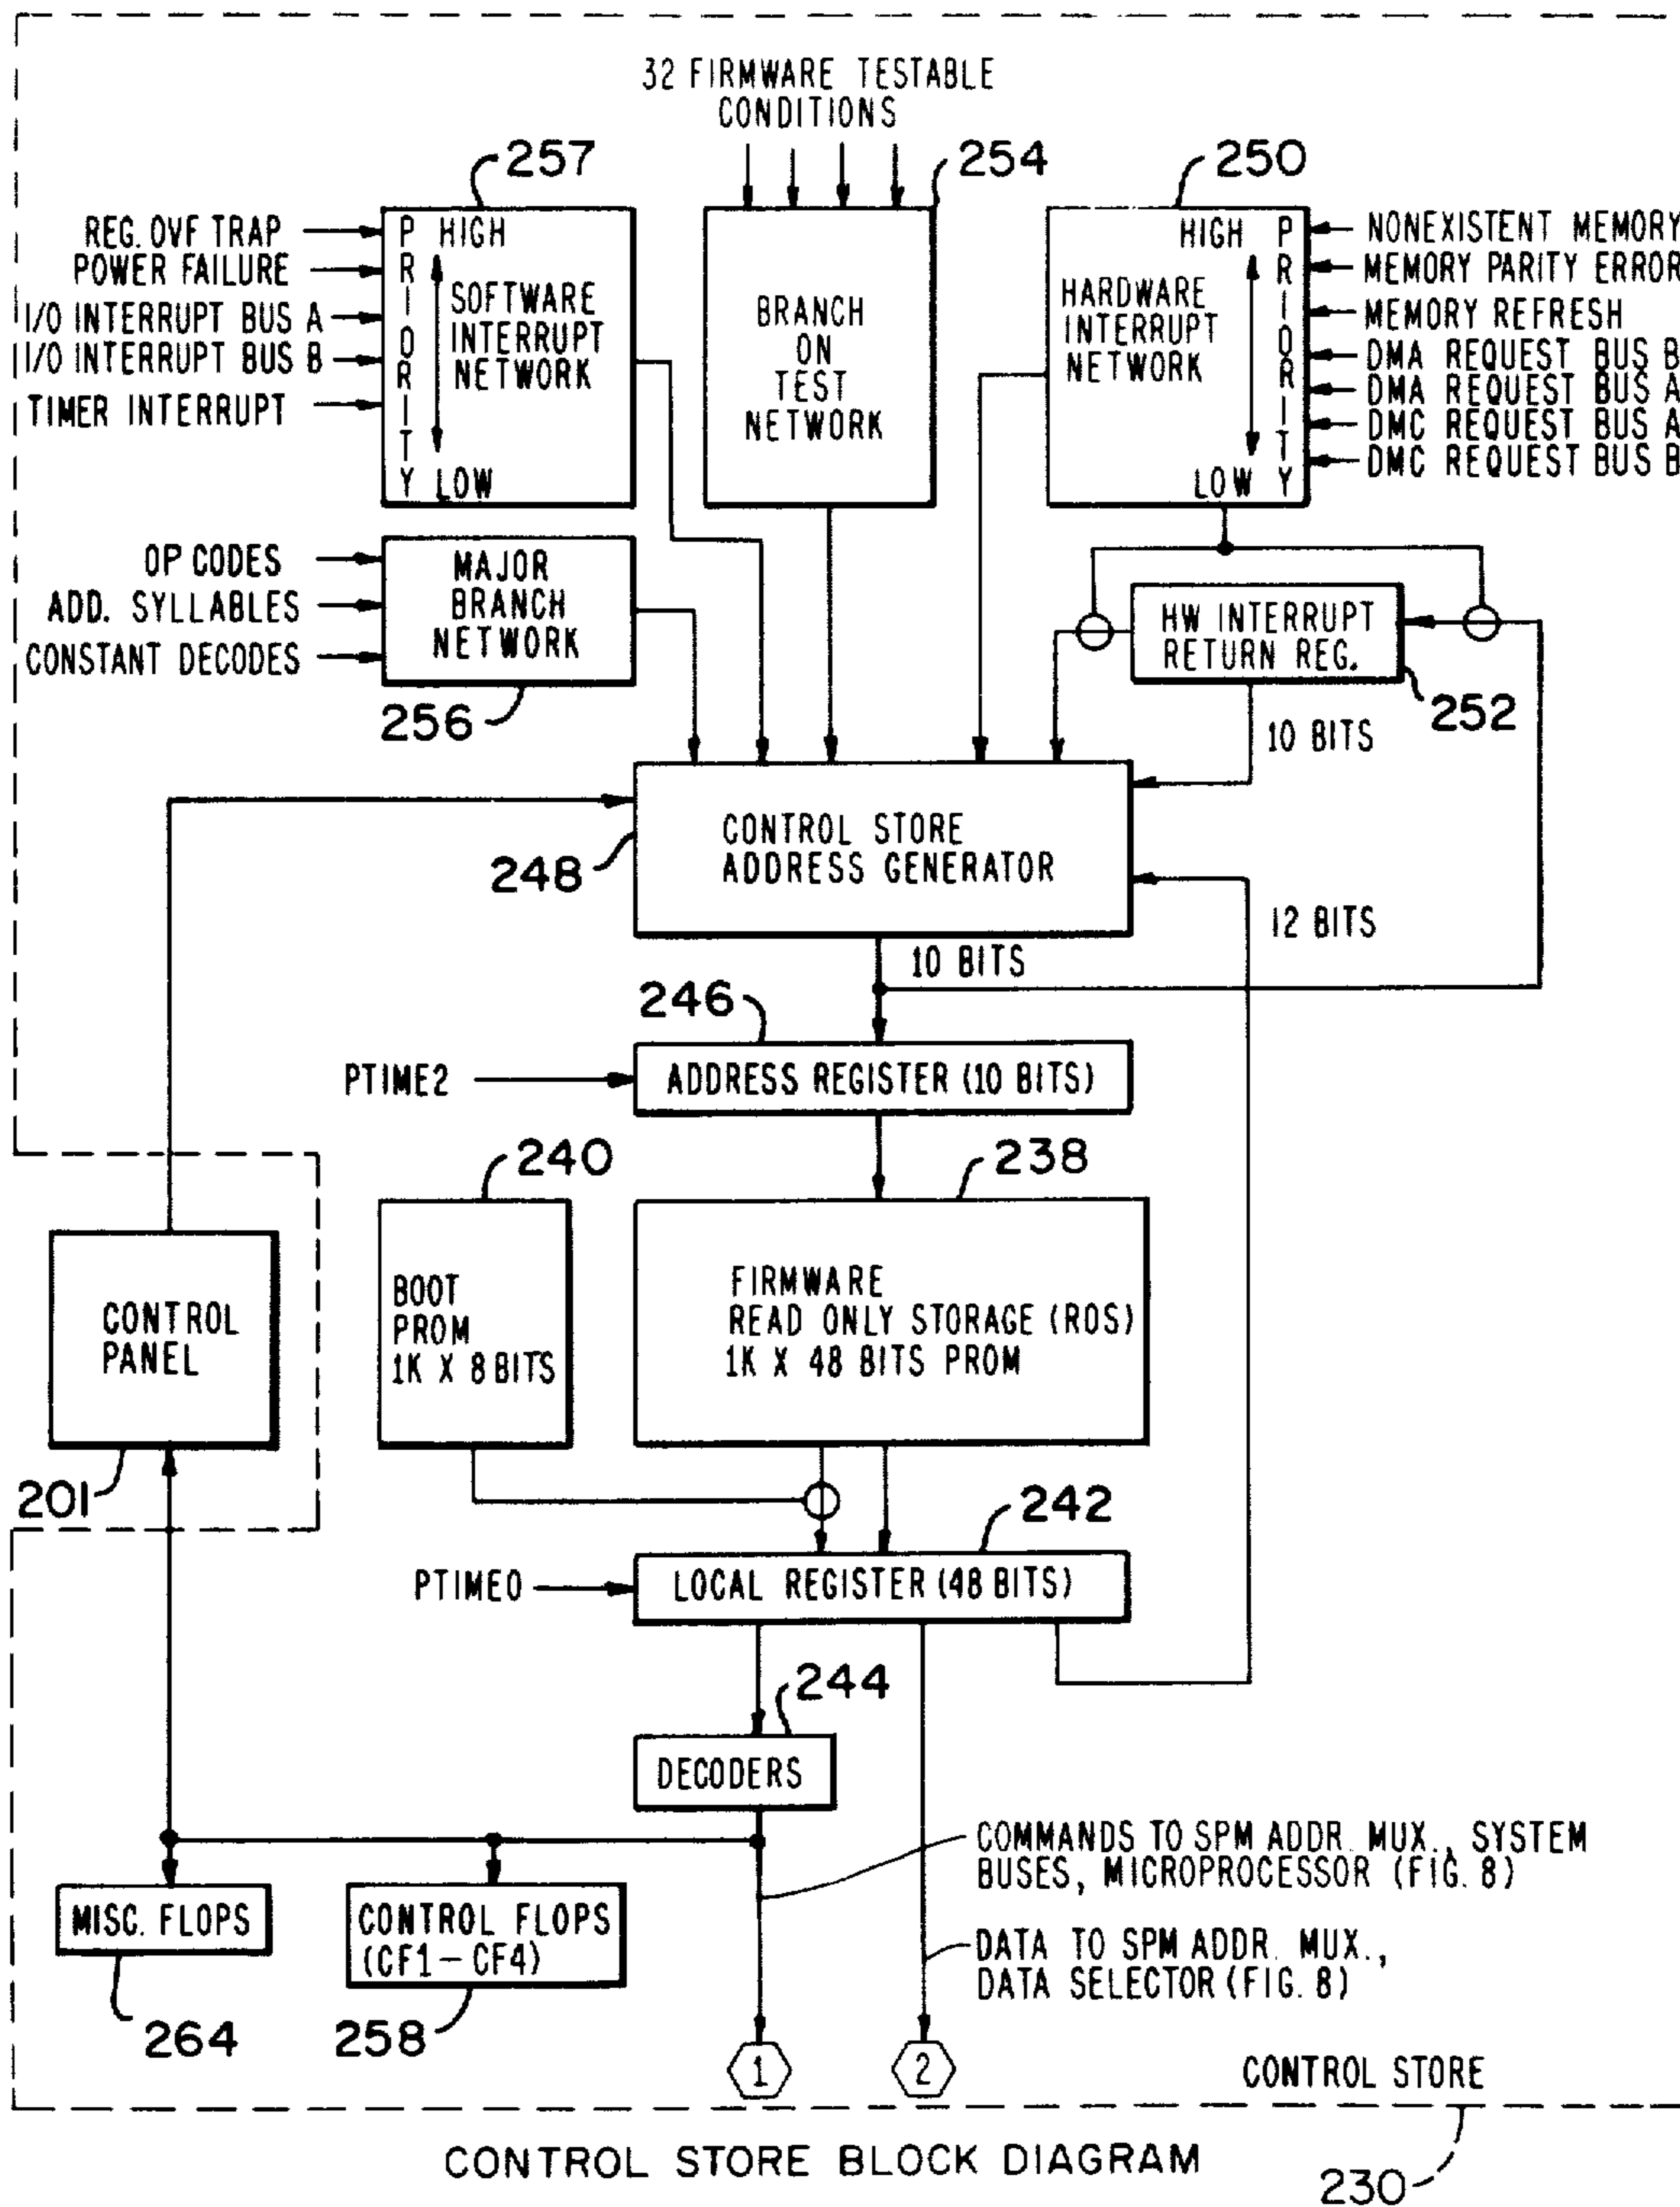 32 FIRMWARE TESTABLE
CONDITIONS
257
254
250
REG. OVF TRAP
POWER FAILURE
I/O INTERRUPT BUS A
I/O INTERRUPT BUS B
TIMER INTERRUPT
PRIORITY
HIGH
SOFTWARE
INTERRUPT
NETWORK
LOW
BRANCH
ON
TEST
NETWORK
HIGH
HARDWARE
INTERRUPT
NETWORK
LOW
PRIORITY
NONEXISTENT MEMORY
MEMORY PARITY ERROR
MEMORY REFRESH
DMA REQUEST BUS B
DMA REQUEST BUS A
DMC REQUEST BUS A
DMC REQUEST BUS B
OP CODES
ADD. SYLLABLES
CONSTANT DECODES
MAJOR
BRANCH
NETWORK
256
HW INTERRUPT
RETURN REG.
252
10 BITS
CONTROL STORE
ADDRESS GENERATOR
248
12 BITS
10 BITS
246
PTIME2
ADDRESS REGISTER (10 BITS)
240
238
BOOT
PROM
1K X 8 BITS
FIRMWARE
READ ONLY STORAGE (ROS)
1K X 48 BITS PROM
CONTROL
PANEL
201
242
PTIME0
LOCAL REGISTER (48 BITS)
244
DECODERS
MISC. FLOPS
264
CONTROL FLOPS
(CF1-CF4)
258
COMMANDS TO SPM ADDR. MUX., SYSTEM
BUSES, MICROPROCESSOR (FIG. 8)
DATA TO SPM ADDR. MUX.,
DATA SELECTOR (FIG. 8)
1
2
CONTROL STORE
CONTROL STORE BLOCK DIAGRAM
230